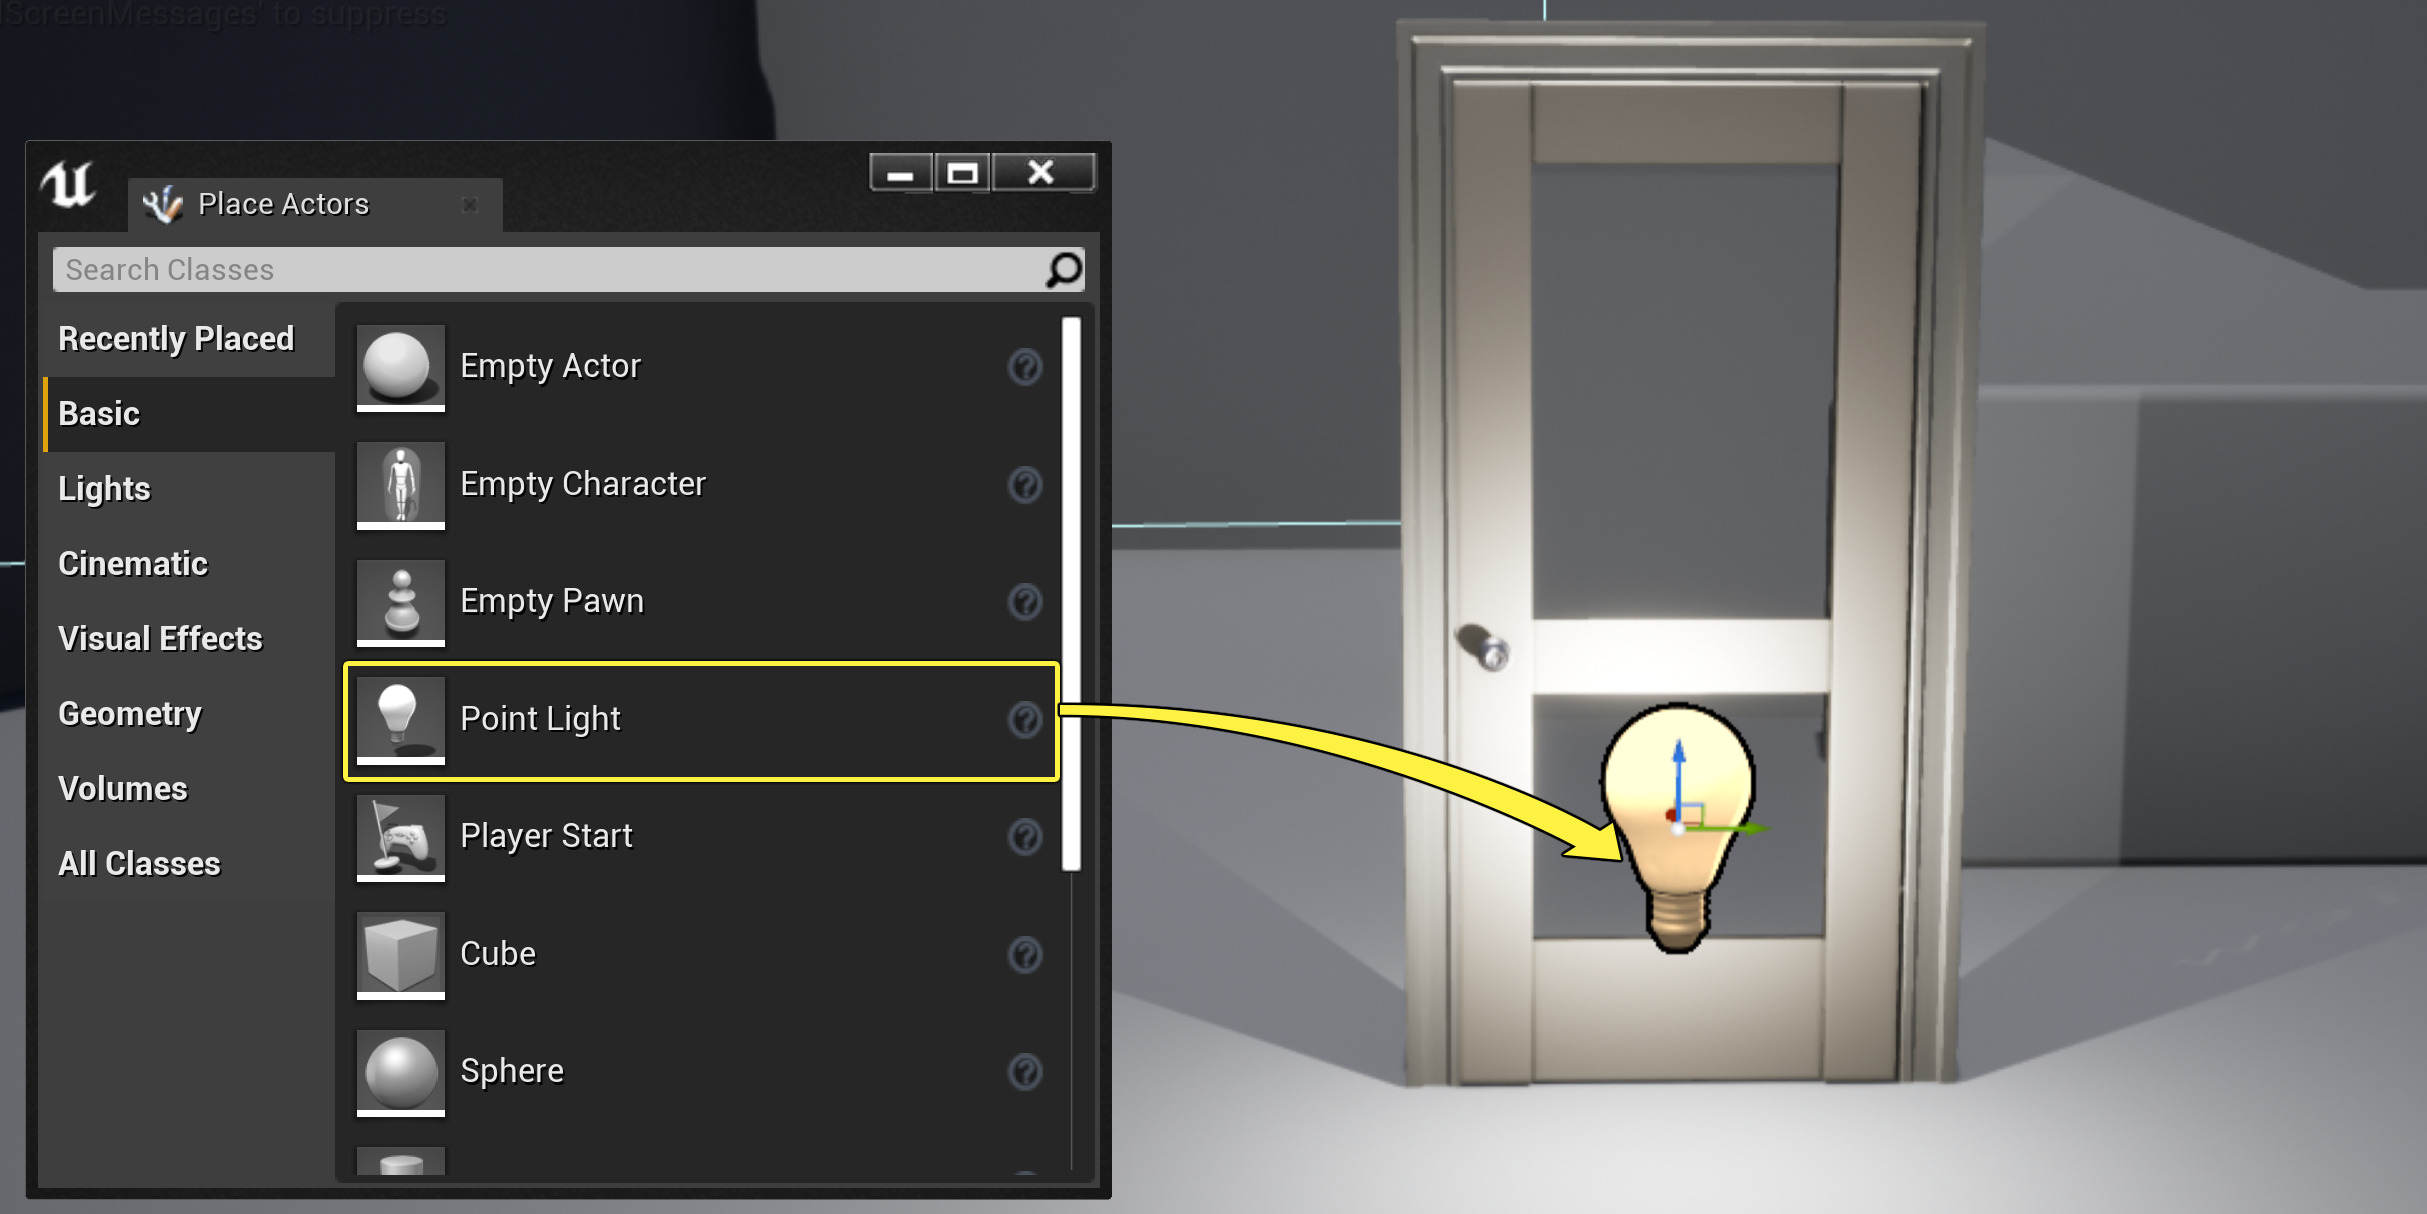 ScreenMessages' to suppress
Place Actors
Search Classes
Recently Placed
Basic
Lights
Cinematic
Visual Effects
Geometry
Volumes
All Classes
Empty Actor
Empty Character
Empty Pawn
Point Light
Player Start
Cube
Sphere